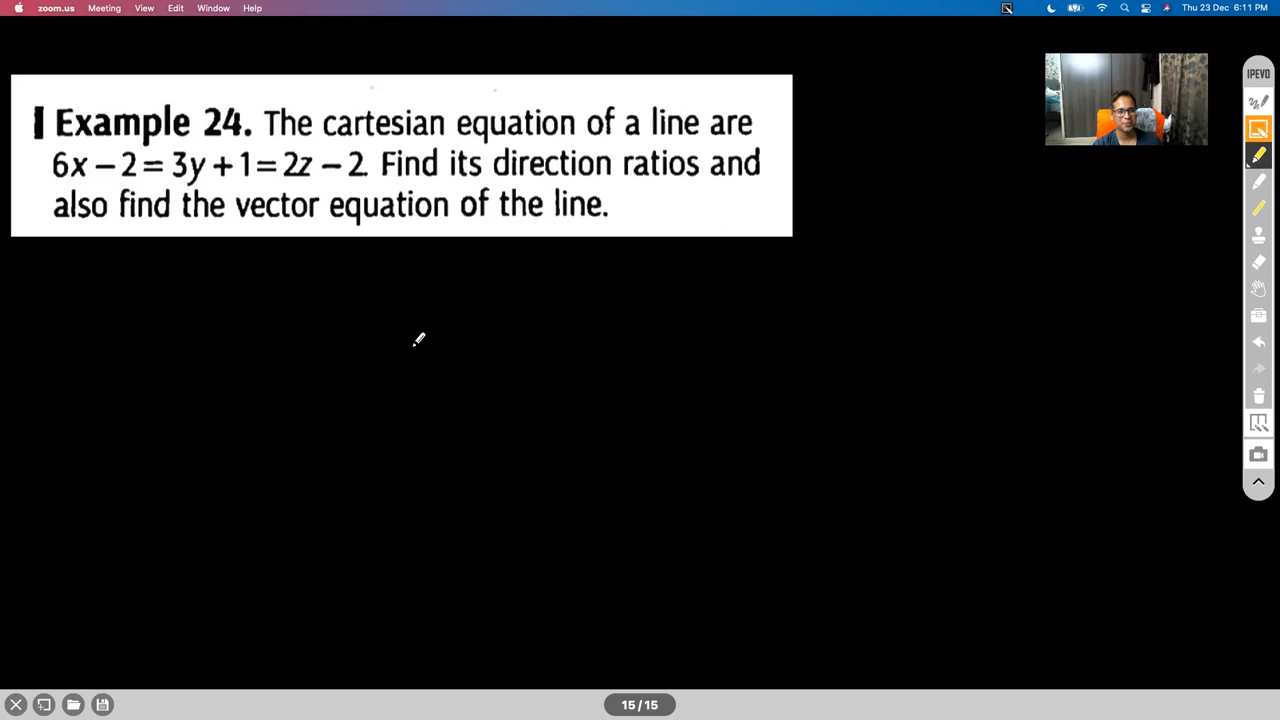 zoom.us Meeting View Edit Window Help Thu 23 Dec 6:11 PM
IPEVO
Example 24. The cartesian equation of a line are
6x – 2 = 3y + 1 = 2z – 2. Find its direction ratios and
also find the vector equation of the line.
15/15